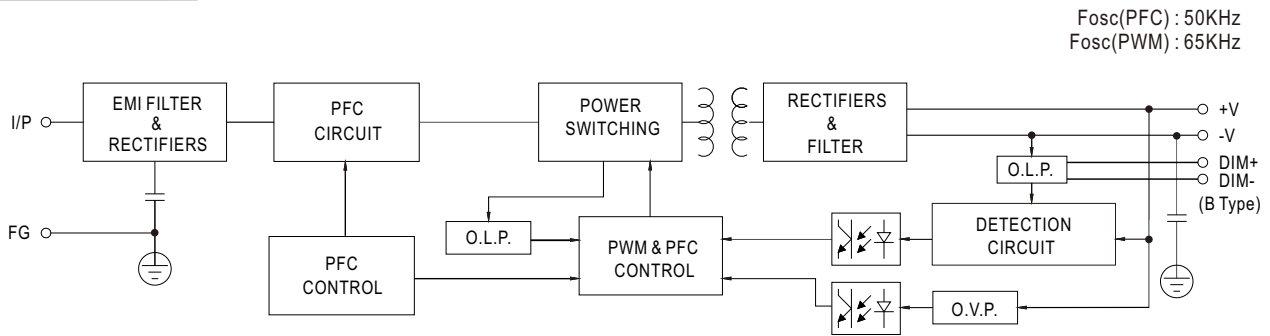 Fosc(PFC) : 50KHz
Fosc(PWM) : 65KHz
I/P
EMI FILTER
&
RECTIFIERS
PFC
CIRCUIT
POWER
SWITCHING
RECTIFIERS
&
FILTER
+V
-V
O.L.P.
DIM+
DIM-
(B Type)
FG
O.L.P.
PFC
CONTROL
PWM & PFC
CONTROL
DETECTION
CIRCUIT
O.V.P.